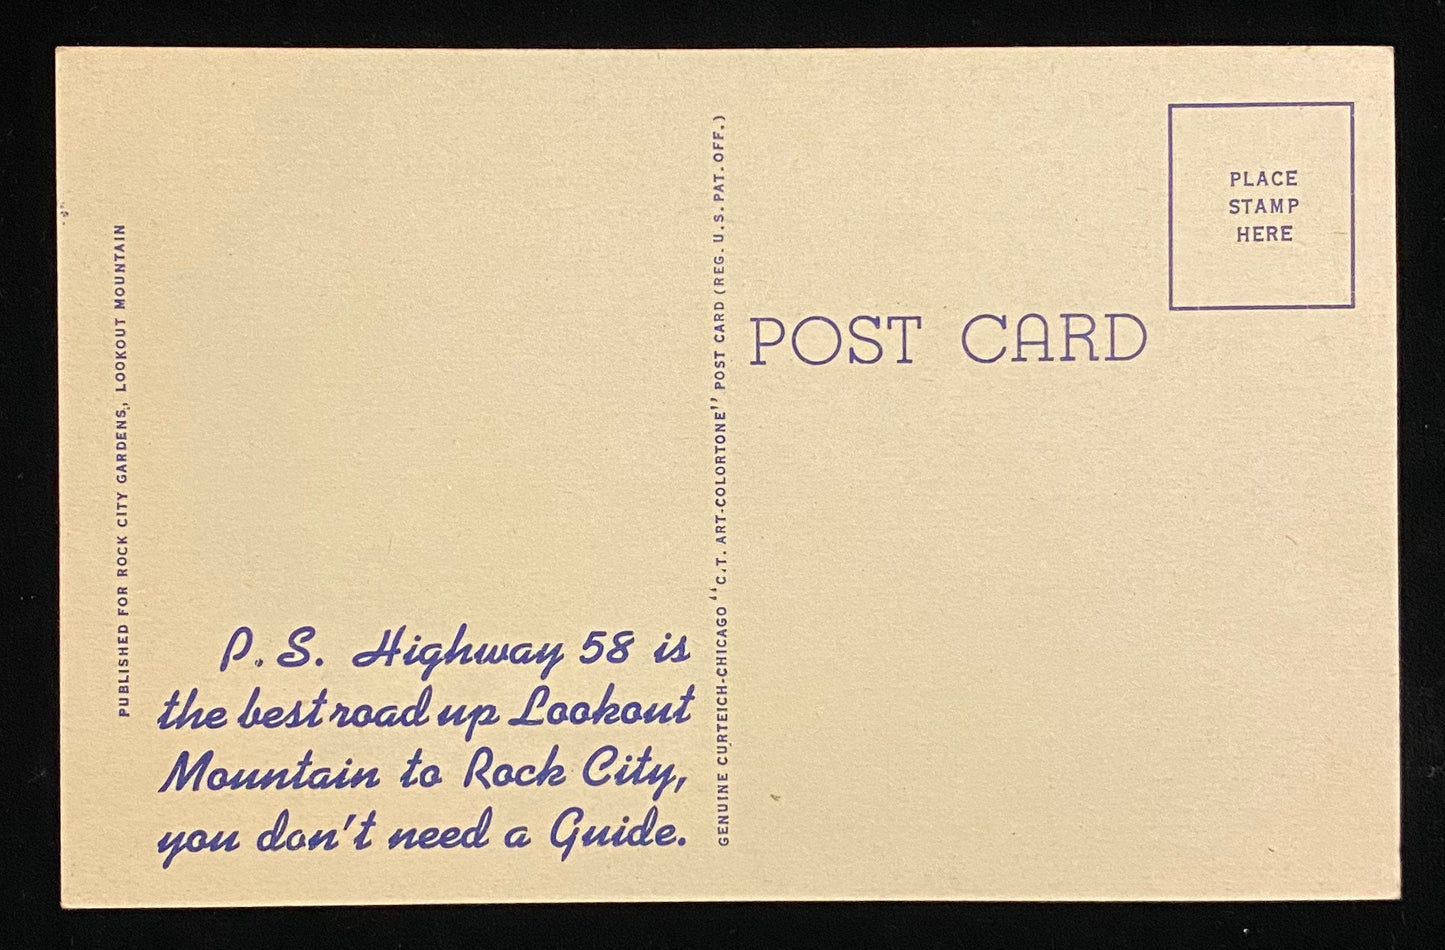 PUBLISHED FOR ROCK CITY GARDENS, LOOKOUT MOUNTAIN
P.S. Highway 58 is
the best road up Lookout
Mountain to Rock City,
you don't need a Guide.
GENUINE CURTEICH-CHICAGO "C.T. ART-COLORTONE" POST CARD (REG. U.S. PAT. OFF.)
POST CARD
PLACE
STAMP
HERE